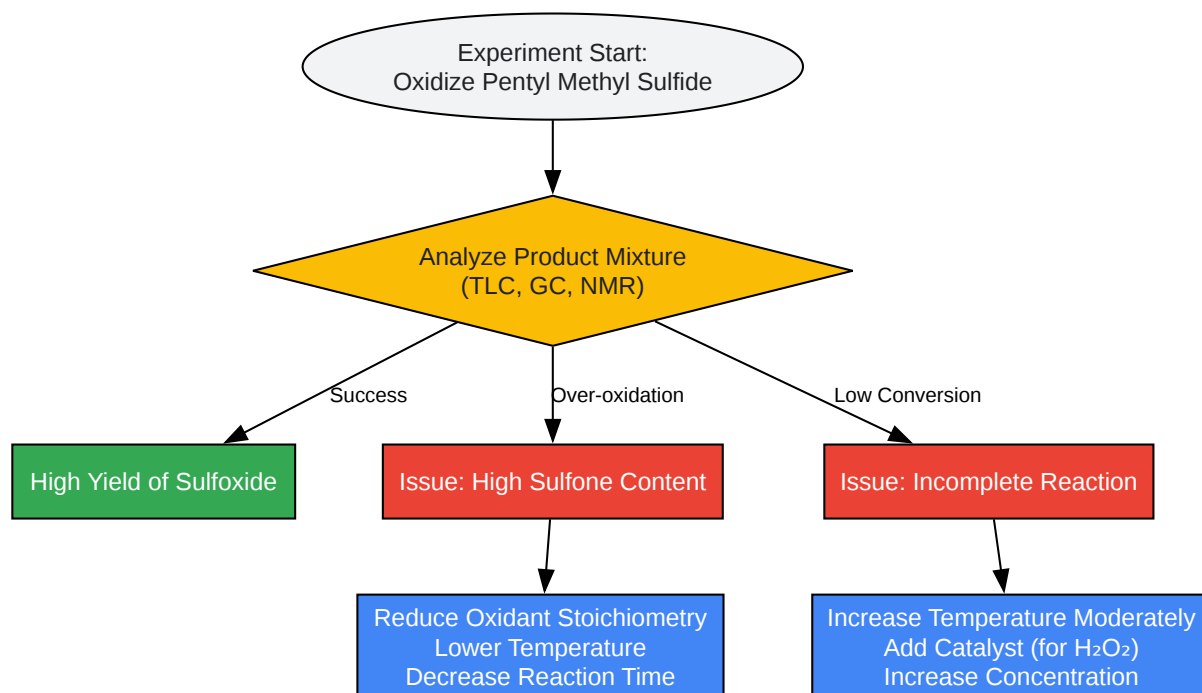 Experiment Start:
Oxidize Pentyl Methyl Sulfide
Analyze Product Mixture
(TLC, GC, NMR)
Success
Over-oxidation
Low Conversion
High Yield of Sulfoxide
Issue: High Sulfone Content
Issue: Incomplete Reaction
Reduce Oxidant Stoichiometry
Lower Temperature
Decrease Reaction Time
Increase Temperature Moderately
Add Catalyst (for H₂O₂)
Increase Concentration